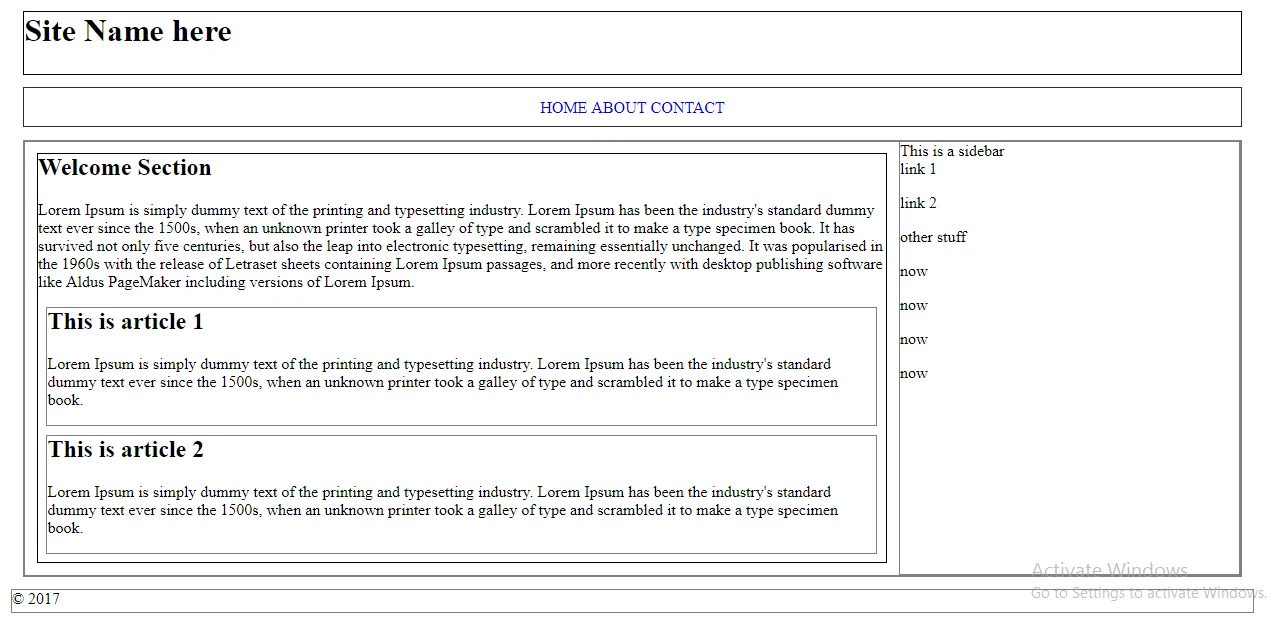 Site Name here
HOME ABOUT CONTACT
Welcome Section
Lorem Ipsum is simply dummy text of the printing and typesetting industry. Lorem Ipsum has been the industry's standard dummy
text ever since the 1500s, when an unknown printer took a galley of type and scrambled it to make a type specimen book. It has
survived not only five centuries, but also the leap into electronic typesetting, remaining essentially unchanged. It was popularised in
the 1960s with the release of Letraset sheets containing Lorem Ipsum passages, and more recently with desktop publishing software
like Aldus PageMaker including versions of Lorem Ipsum.
This is article 1
Lorem Ipsum is simply dummy text of the printing and typesetting industry. Lorem Ipsum has been the industry's standard
dummy text ever since the 1500s, when an unknown printer took a galley of type and scrambled it to make a type specimen
book.
This is article 2
Lorem Ipsum is simply dummy text of the printing and typesetting industry. Lorem Ipsum has been the industry's standard
dummy text ever since the 1500s, when an unknown printer took a galley of type and scrambled it to make a type specimen
book.
This is a sidebar
link 1
link 2
other stuff
now
now
now
now
Activate Windows
Go to Settings to activate Windows.
© 2017